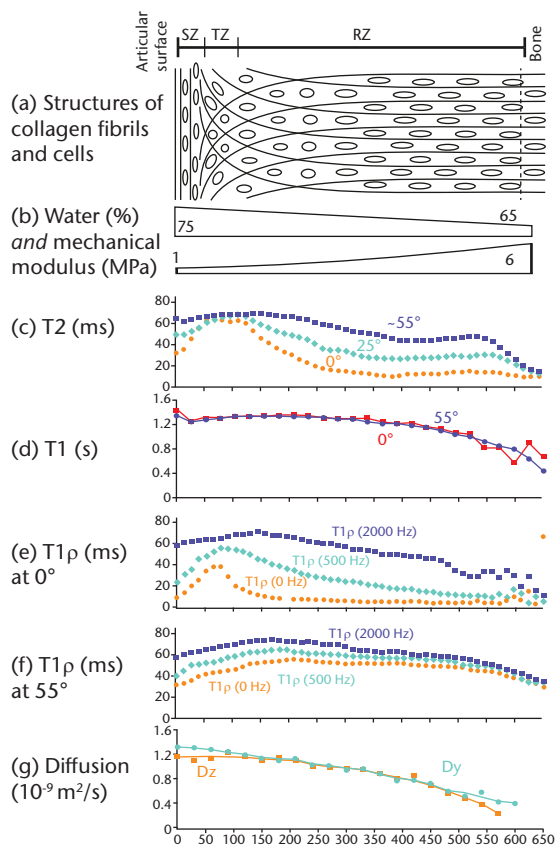 Articular
surface
SZ
TZ
RZ
Bone
(a) Structures of
collagen fibrils
and cells
(b) Water (%)
and mechanical
modulus (MPa)
75
65
1
6
(c) T2 (ms)
80
60
40
20
0
~55°
25°
0°
(d) T1 (s)
1.6
1.2
0.8
0.4
0
55°
0°
(e) T1ρ (ms)
at 0°
80
60
40
20
0
T1ρ (2000 Hz)
T1ρ (500 Hz)
T1ρ (0 Hz)
(f) T1ρ (ms)
at 55°
80
60
40
20
0
T1ρ (2000 Hz)
T1ρ (500 Hz)
T1ρ (0 Hz)
(g) Diffusion
(10-9 m2/s)
1.6
1.2
0.8
0.4
0
Dz
Dy
0 50 100 150 200 250 300 350 400 450 500 550 600 650